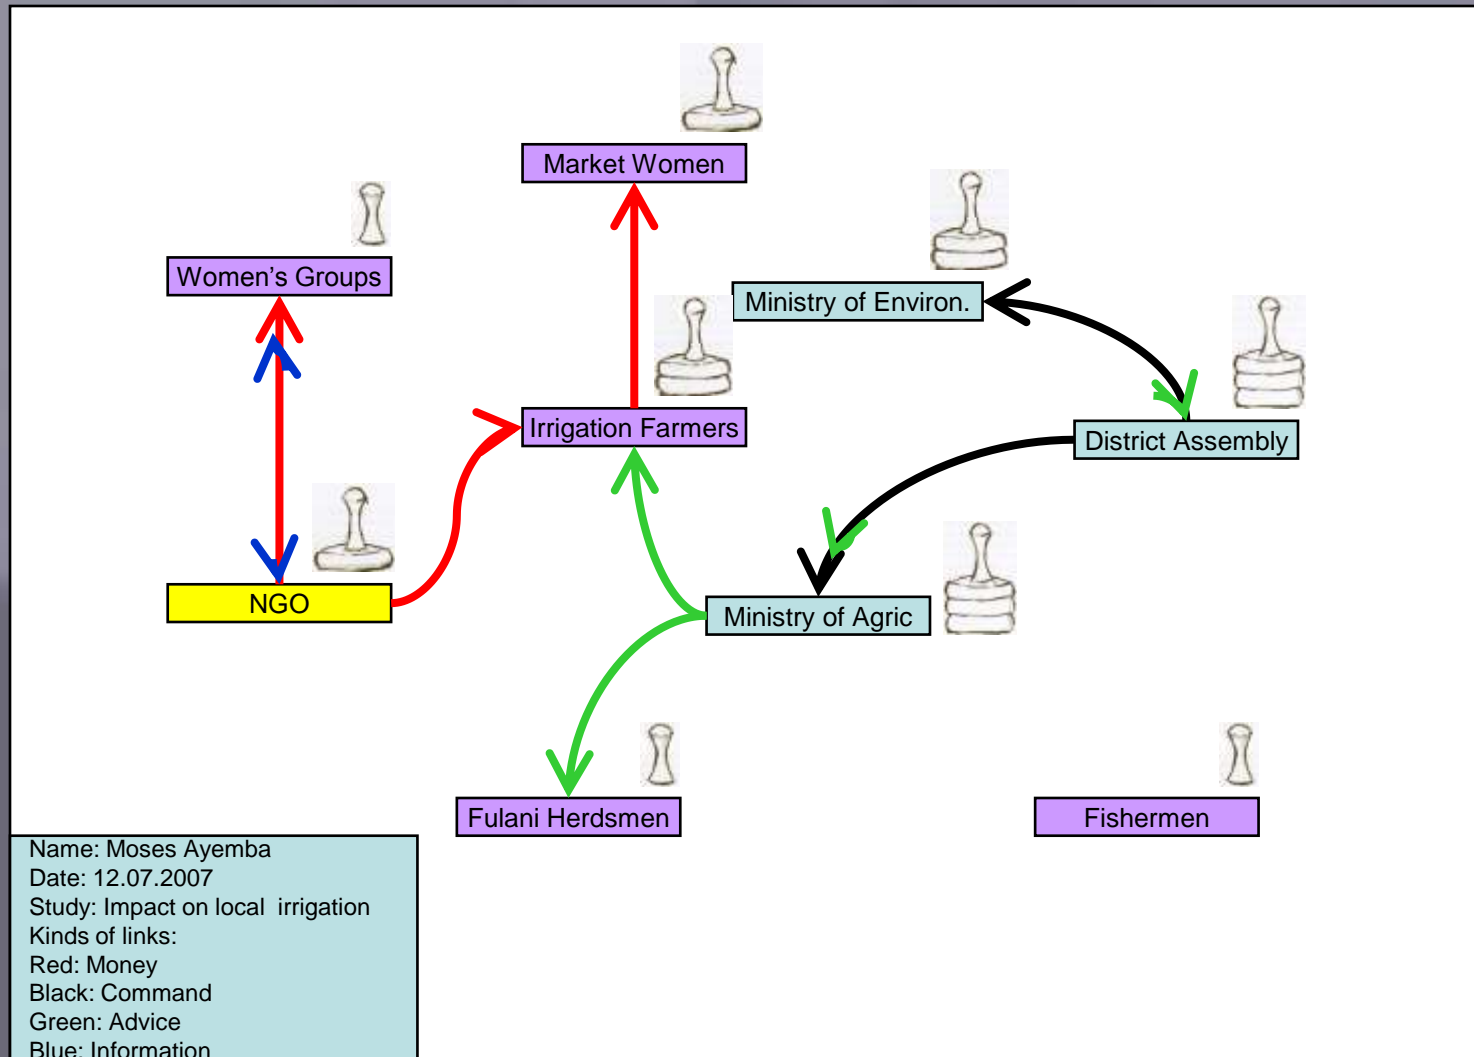 Market Women
Women's Groups
Ministry of Environ.
Irrigation Farmers
District Assembly
NGO
Ministry of Agric
Fulani Herdsmen
Fishermen
Name: Moses Ayemba
Date: 12.07.2007
Study: Impact on local  irrigation
Kinds of links:
Red: Money
Black: Command
Green: Advice
Blue: Information